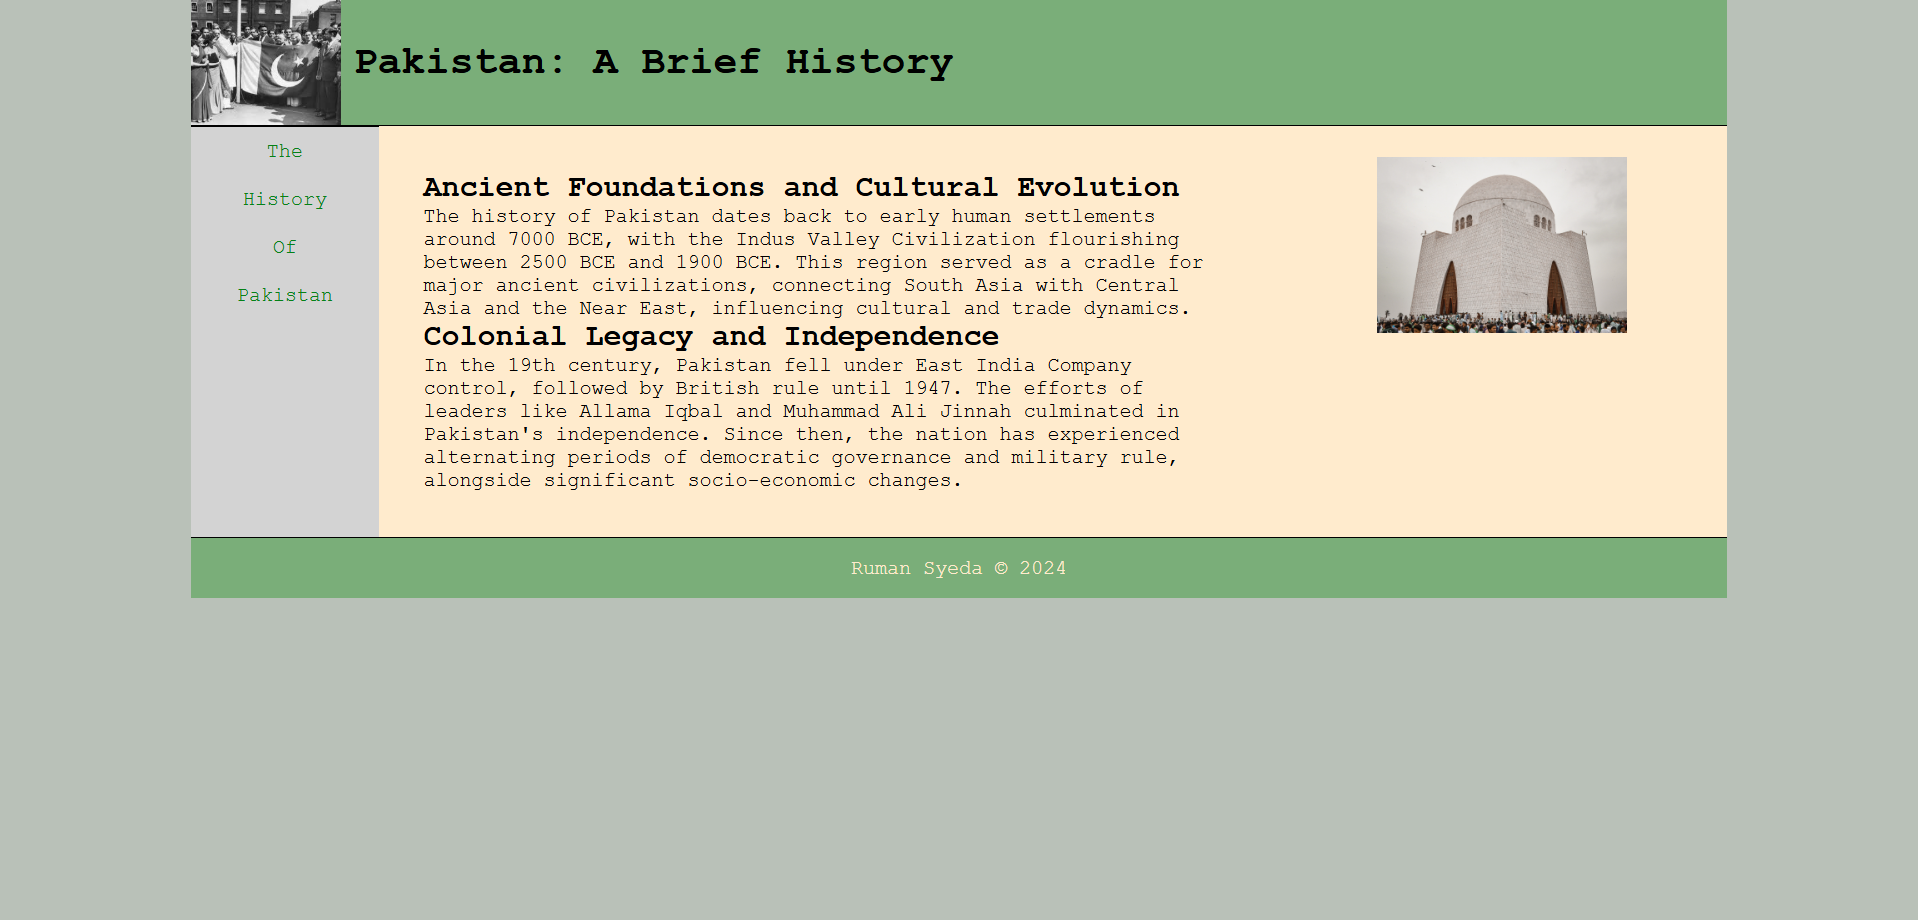 Pakistan: A Brief History
The
History
Of
Pakistan
Ancient Foundations and Cultural Evolution
The history of Pakistan dates back to early human settlements
around 7000 BCE, with the Indus Valley Civilization flourishing
between 2500 BCE and 1900 BCE. This region served as a cradle for
major ancient civilizations, connecting South Asia with Central
Asia and the Near East, influencing cultural and trade dynamics.
Colonial Legacy and Independence
In the 19th century, Pakistan fell under East India Company
control, followed by British rule until 1947. The efforts of
leaders like Allama Iqbal and Muhammad Ali Jinnah culminated in
Pakistan's independence. Since then, the nation has experienced
alternating periods of democratic governance and military rule,
alongside significant socio-economic changes.
Ruman Syeda © 2024